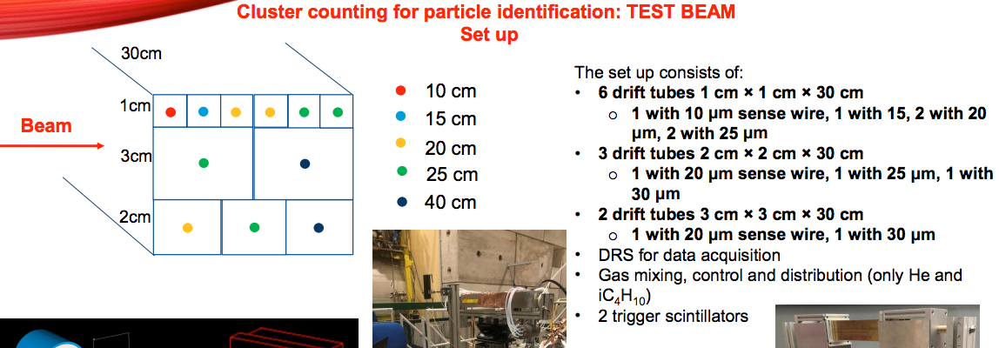 Cluster counting for particle identification: TEST BEAM
Set up
30cm
1cm
Beam
3cm
2cm
10 cm
15 cm
20 cm
25 cm
40 cm
The set up consists of:
• 6 drift tubes 1 cm × 1 cm × 30 cm
o 1 with 10 µm sense wire, 1 with 15, 2 with 20
µm, 2 with 25 µm
• 3 drift tubes 2 cm × 2 cm × 30 cm
o 1 with 20 µm sense wire, 1 with 25 µm, 1 with
30 µm
• 2 drift tubes 3 cm × 3 cm × 30 cm
o 1 with 20 µm sense wire, 1 with 30 µm
• DRS for data acquisition
• Gas mixing, control and distribution (only He and
iC₄H₁₀)
• 2 trigger scintillators